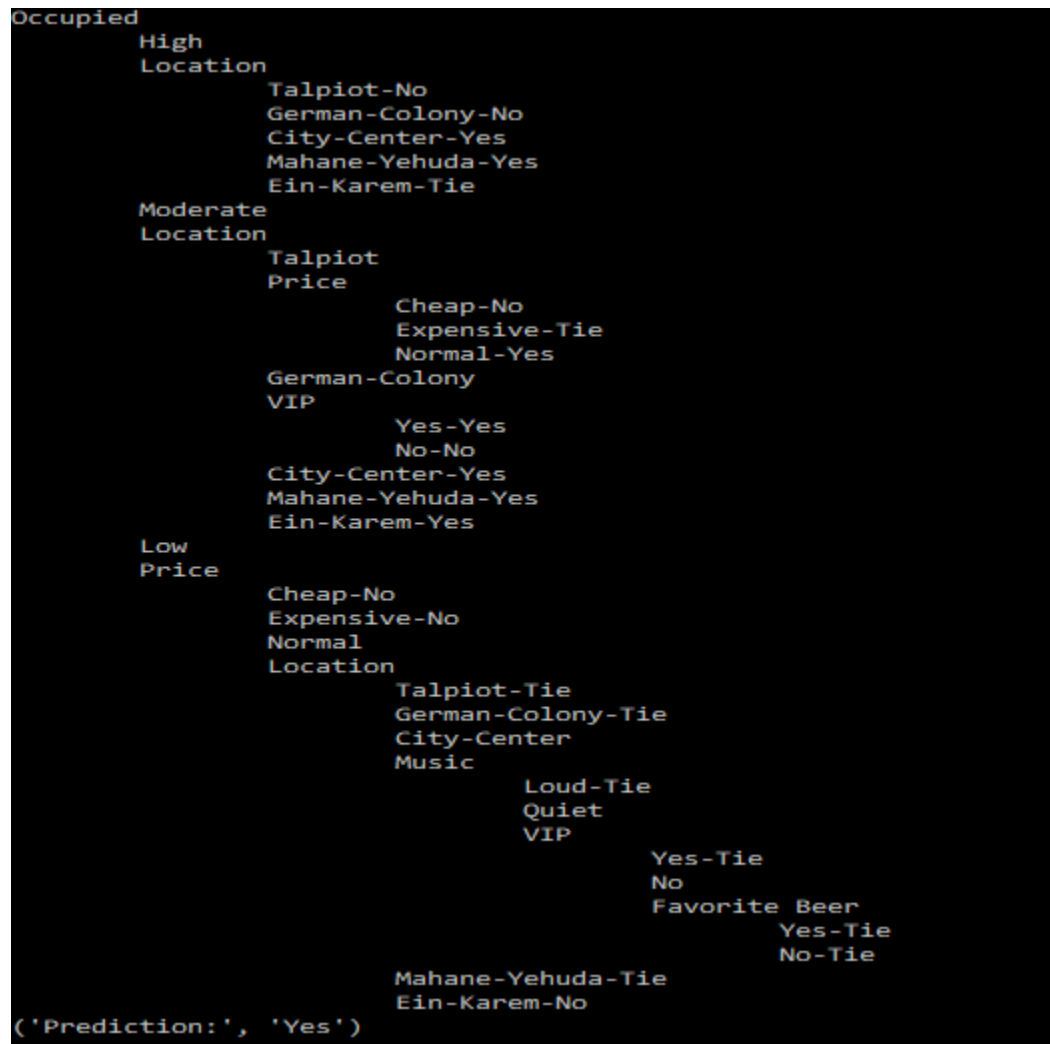 Occupied
High
Location
Talpiot-No
German-Colony-No
City-Center-Yes
Mahane-Yehuda-Yes
Ein-Karem-Tie
Moderate
Location
Talpiot
Price
Cheap-No
Expensive-Tie
Normal-Yes
German-Colony
VIP
Yes-Yes
No-No
City-Center-Yes
Mahane-Yehuda-Yes
Ein-Karem-Yes
Low
Price
Cheap-No
Expensive-No
Normal
Location
Talpiot-Tie
German-Colony-Tie
City-Center
Music
Loud-Tie
Quiet
VIP
Yes-Tie
No
Favorite Beer
Yes-Tie
No-Tie
Mahane-Yehuda-Tie
Ein-Karem-No
('Prediction:', 'Yes')